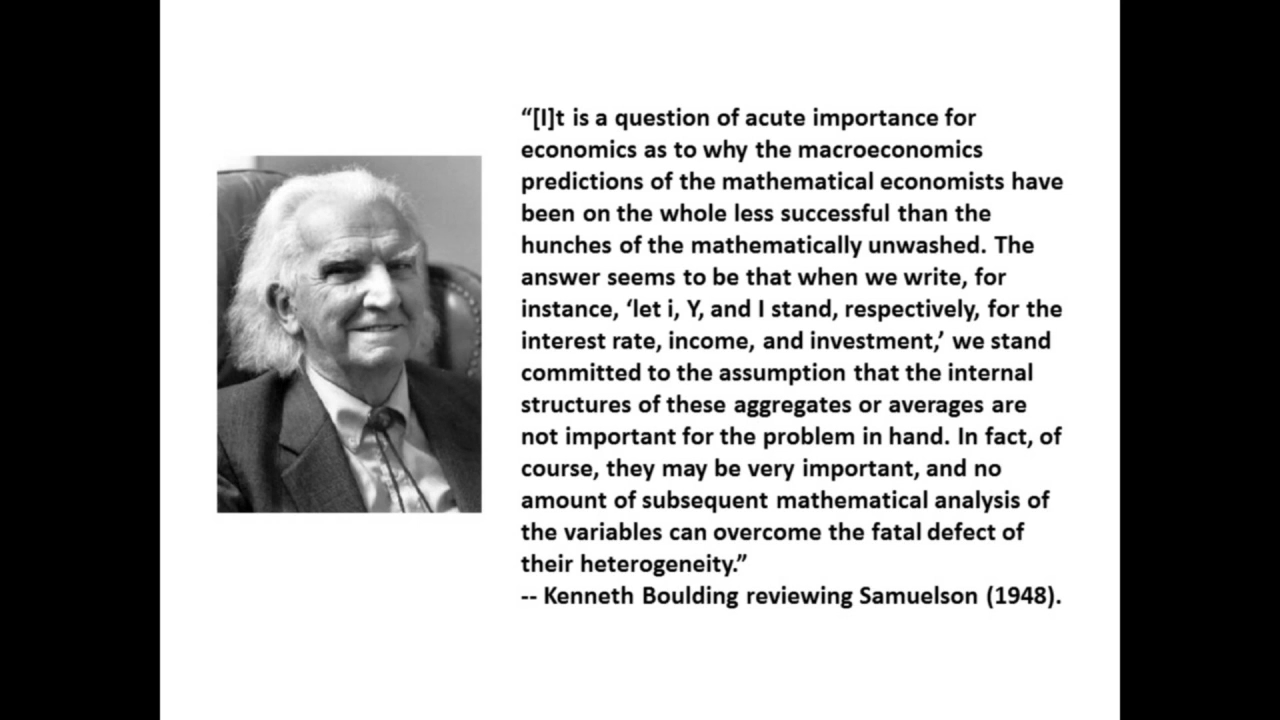 “[I]t is a question of acute importance for
economics as to why the macroeconomics
predictions of the mathematical economists have
been on the whole less successful than the
hunches of the mathematically unwashed. The
answer seems to be that when we write, for
instance, ‘let i, Y, and I stand, respectively, for the
interest rate, income, and investment,’ we stand
committed to the assumption that the internal
structures of these aggregates or averages are
not important for the problem in hand. In fact, of
course, they may be very important, and no
amount of subsequent mathematical analysis of
the variables can overcome the fatal defect of
their heterogeneity.”
-- Kenneth Boulding reviewing Samuelson (1948).